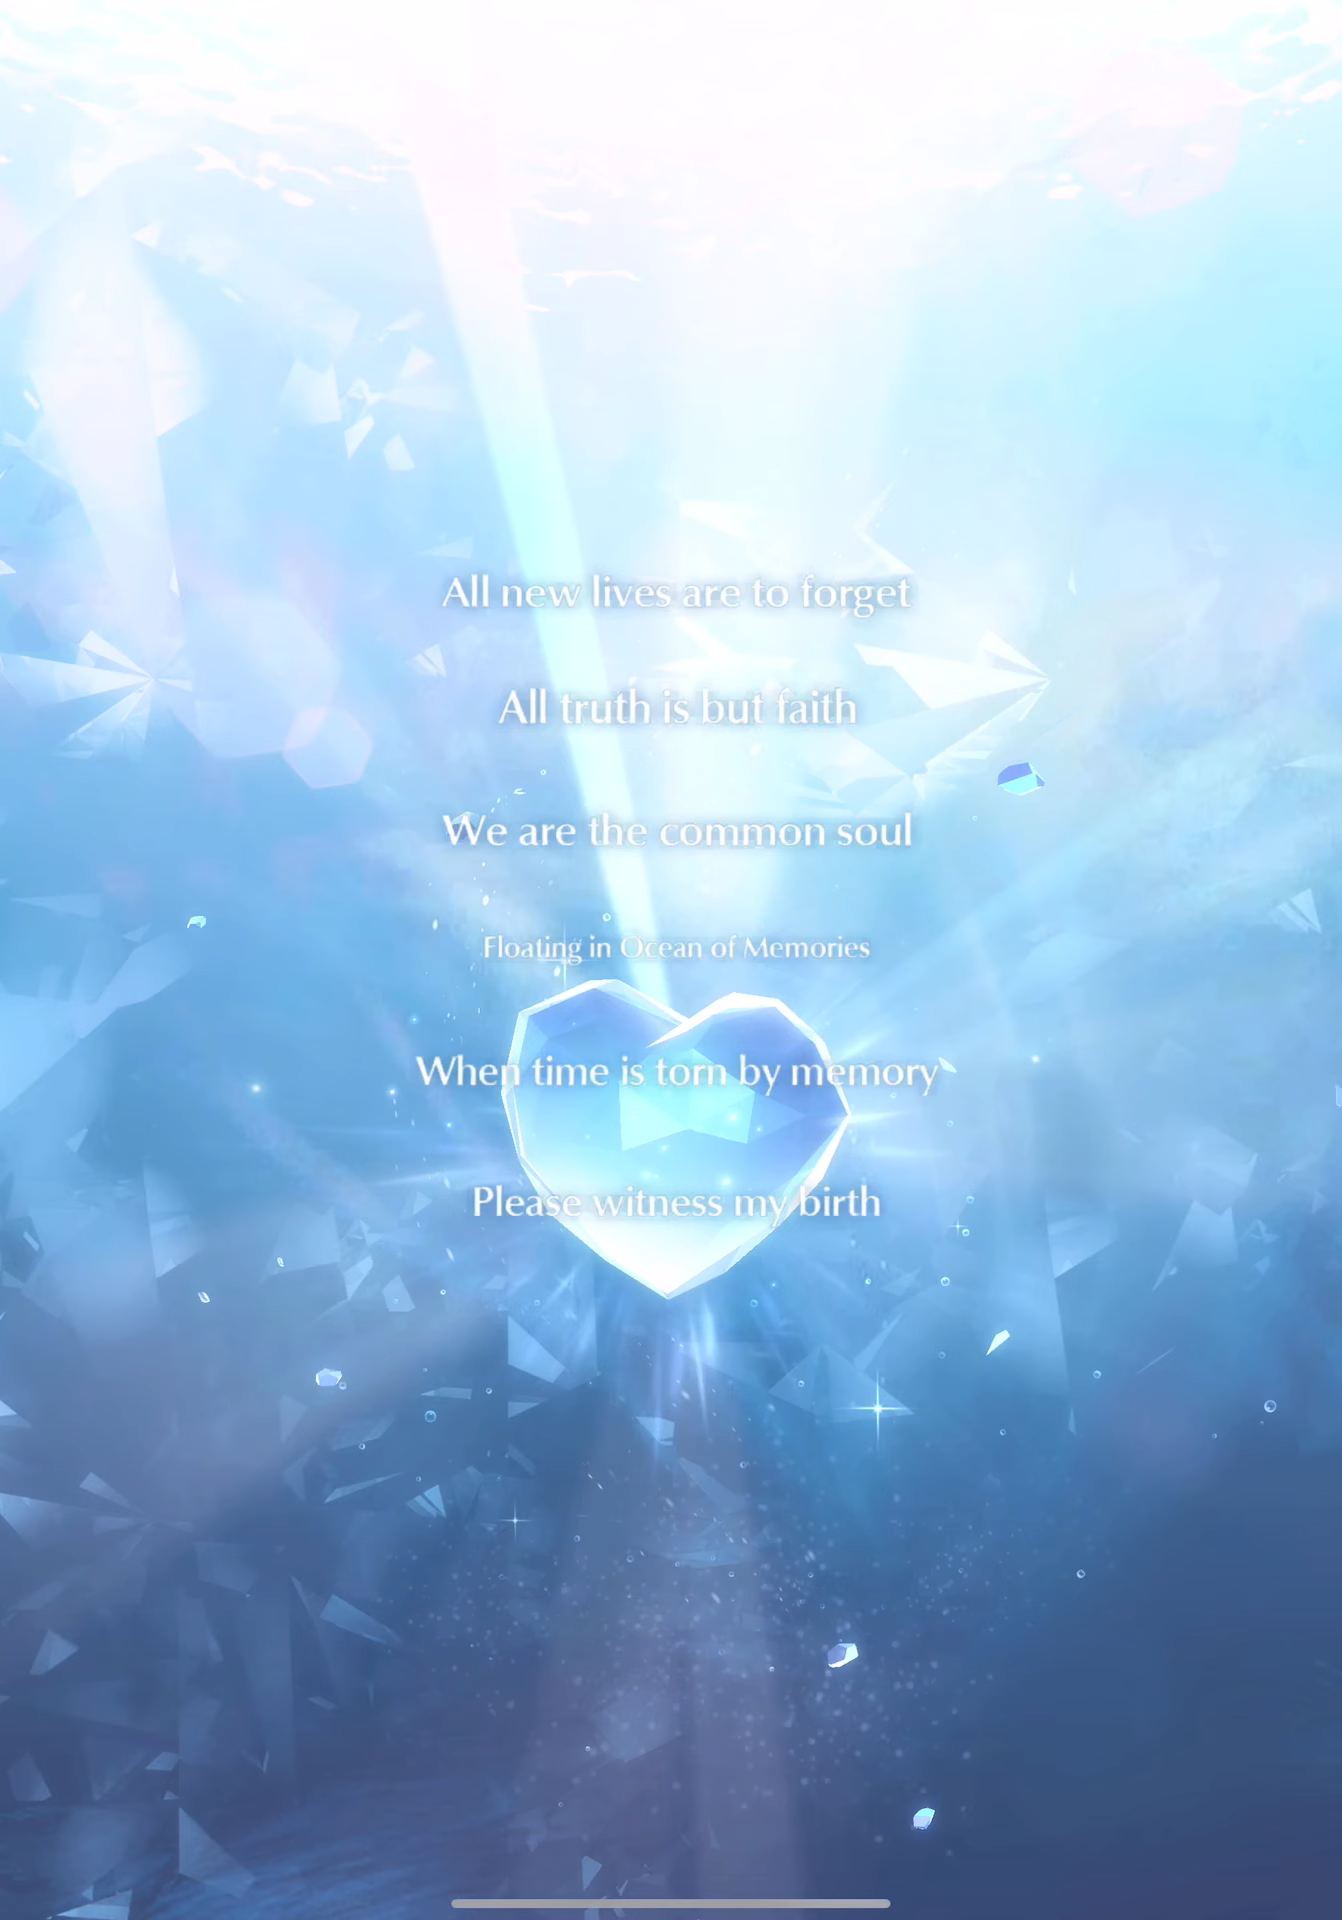 All new lives are to forget
All truth is but faith
We are the common soul
Floating in Ocean of Memories
When time is torn by memory
Please witness my birth